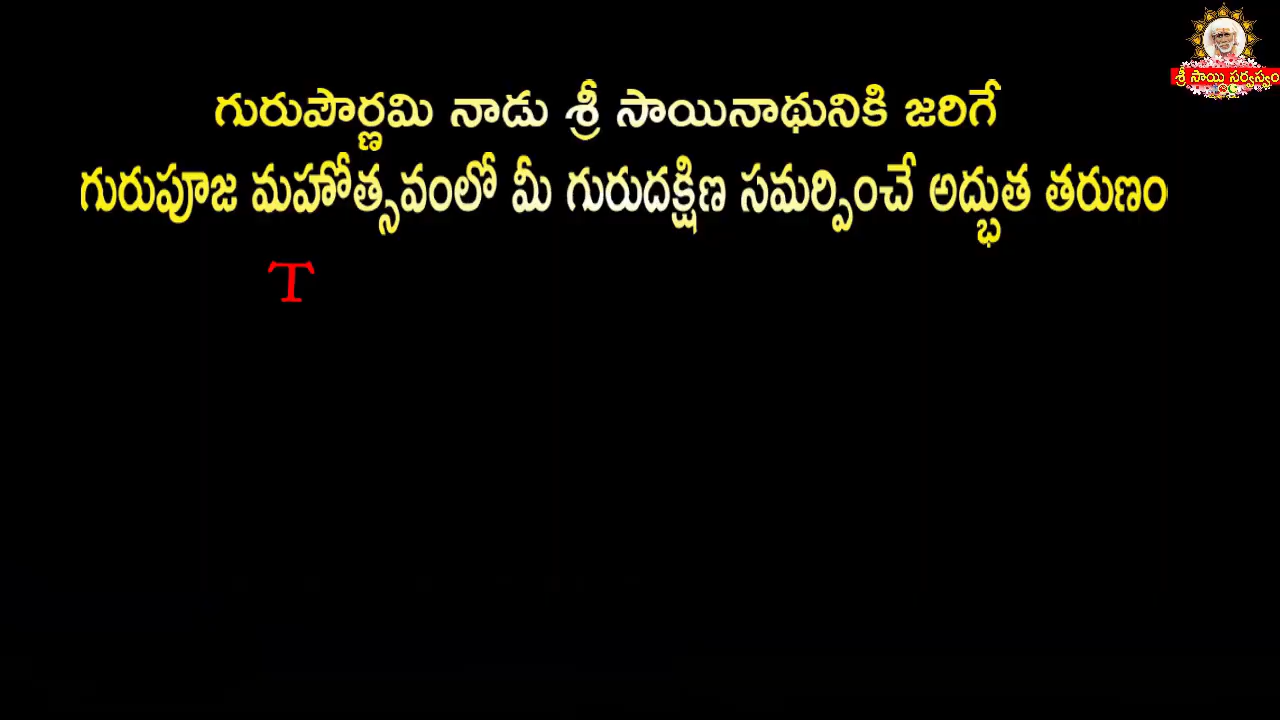 శ్రీ సాయి సర్వస్వం
గురుపౌర్ణమి నాడు శ్రీ సాయినాథునికి జరిగే
గురుపూజ మహోత్సవంలో మీ గురుదక్షిణ సమర్పించే అద్భుత తరుణం
T